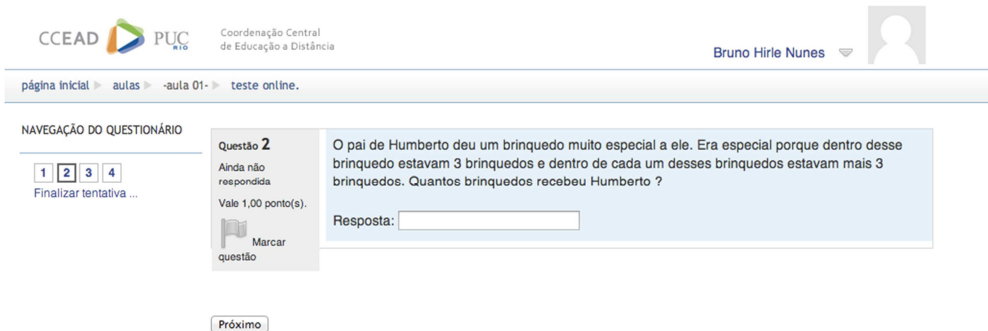 CCEAD PUC RIO
Coordenação Central
de Educação a Distância
Bruno Hirle Nunes
página inicial aulas -aula 01- teste online.
NAVEGAÇÃO DO QUESTIONÁRIO
1 2 3 4
Finalizar tentativa ...
Questão 2
Ainda não
respondida
Vale 1,00 ponto(s).
Marcar
questão
O pai de Humberto deu um brinquedo muito especial a ele. Era especial porque dentro desse
brinquedo estavam 3 brinquedos e dentro de cada um desses brinquedos estavam mais 3
brinquedos. Quantos brinquedos recebeu Humberto ?
Resposta:
Próximo